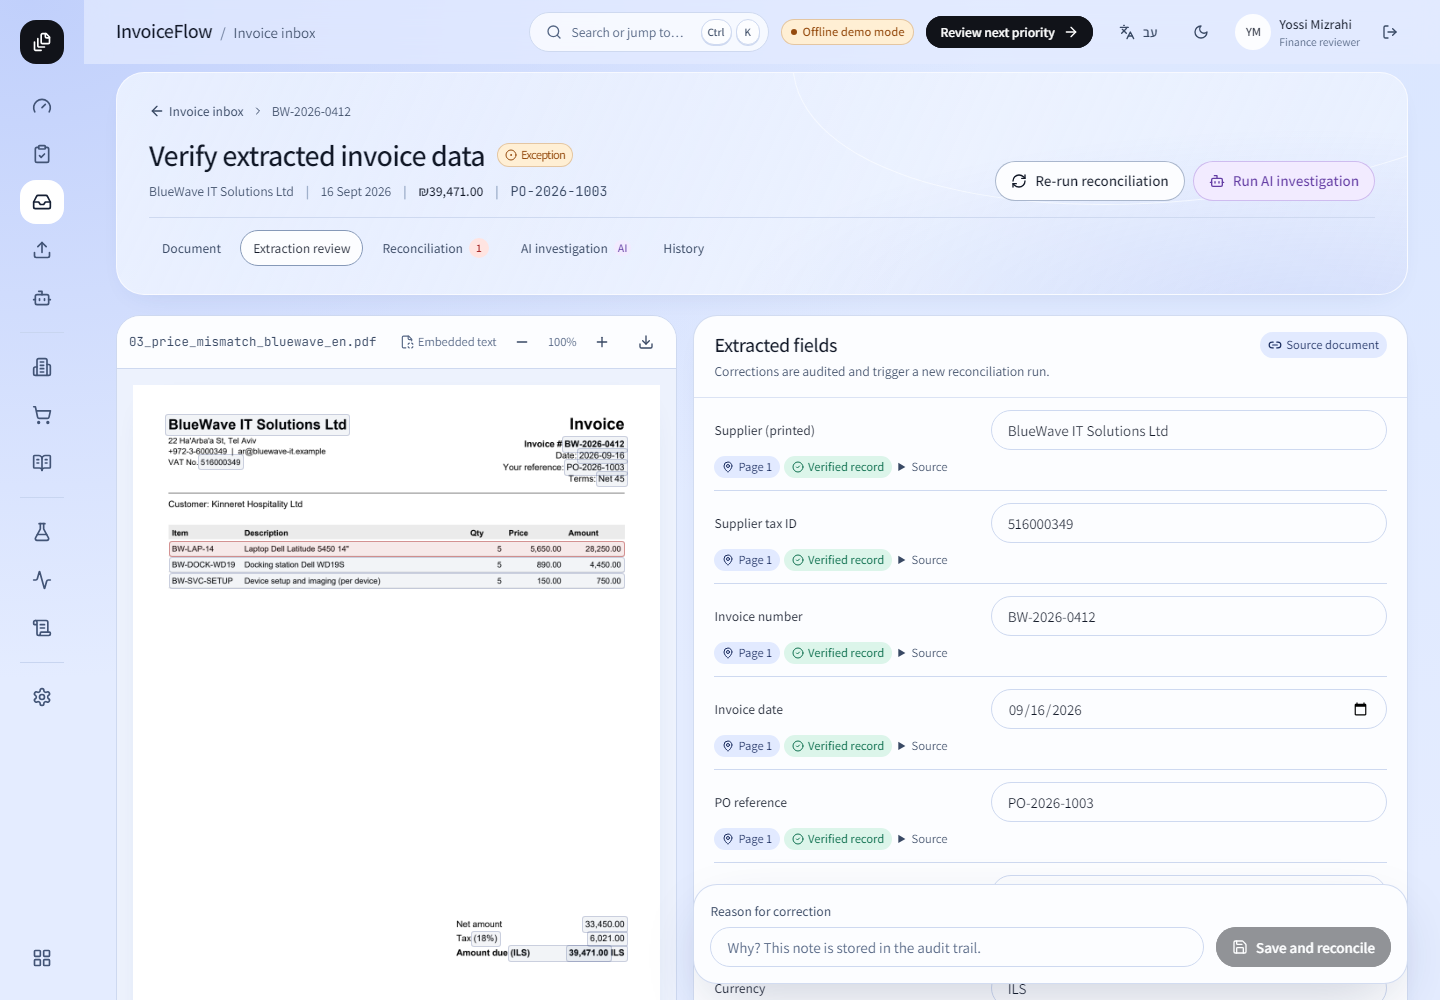 InvoiceFlow / Invoice inbox
Search or jump to…
Ctrl
K
Offline demo mode
Review next priority
עב
YM
Yossi Mizrahi
Finance reviewer
Invoice inbox
BW-2026-0412
Verify extracted invoice data
Exception
BlueWave IT Solutions Ltd | 16 Sept 2026 | ₪39,471.00 | PO-2026-1003
Re-run reconciliation
Run AI investigation
Document
Extraction review
Reconciliation 1
AI investigation AI
History
03_price_mismatch_bluewave_en.pdf
Embedded text
100%
BlueWave IT Solutions Ltd
22 Ha'Arba'a St, Tel Aviv
+972-3-6000349 | ar@bluewave-it.example
VAT No. 516000349
Invoice
Invoice # BW-2026-0412
Date: 2026-09-16
Your reference: PO-2026-1003
Terms: Net 45
Customer: Kinneret Hospitality Ltd
Item Description Qty Price Amount
BW-LAP-14 Laptop Dell Latitude 5450 14" 5 5,650.00 28,250.00
BW-DOCK-WD19 Docking station Dell WD19S 5 890.00 4,450.00
BW-SVC-SETUP Device setup and imaging (per device) 5 150.00 750.00
Net amount 33,450.00
Tax (18%) 6,021.00
Amount due (ILS) 39,471.00 ILS
Extracted fields
Source document
Corrections are audited and trigger a new reconciliation run.
Supplier (printed)
BlueWave IT Solutions Ltd
Page 1
Verified record
Source
Supplier tax ID
516000349
Page 1
Verified record
Source
Invoice number
BW-2026-0412
Page 1
Verified record
Source
Invoice date
09/16/2026
Page 1
Verified record
Source
PO reference
PO-2026-1003
Page 1
Verified record
Source
Reason for correction
Why? This note is stored in the audit trail.
Save and reconcile
Currency
ILS